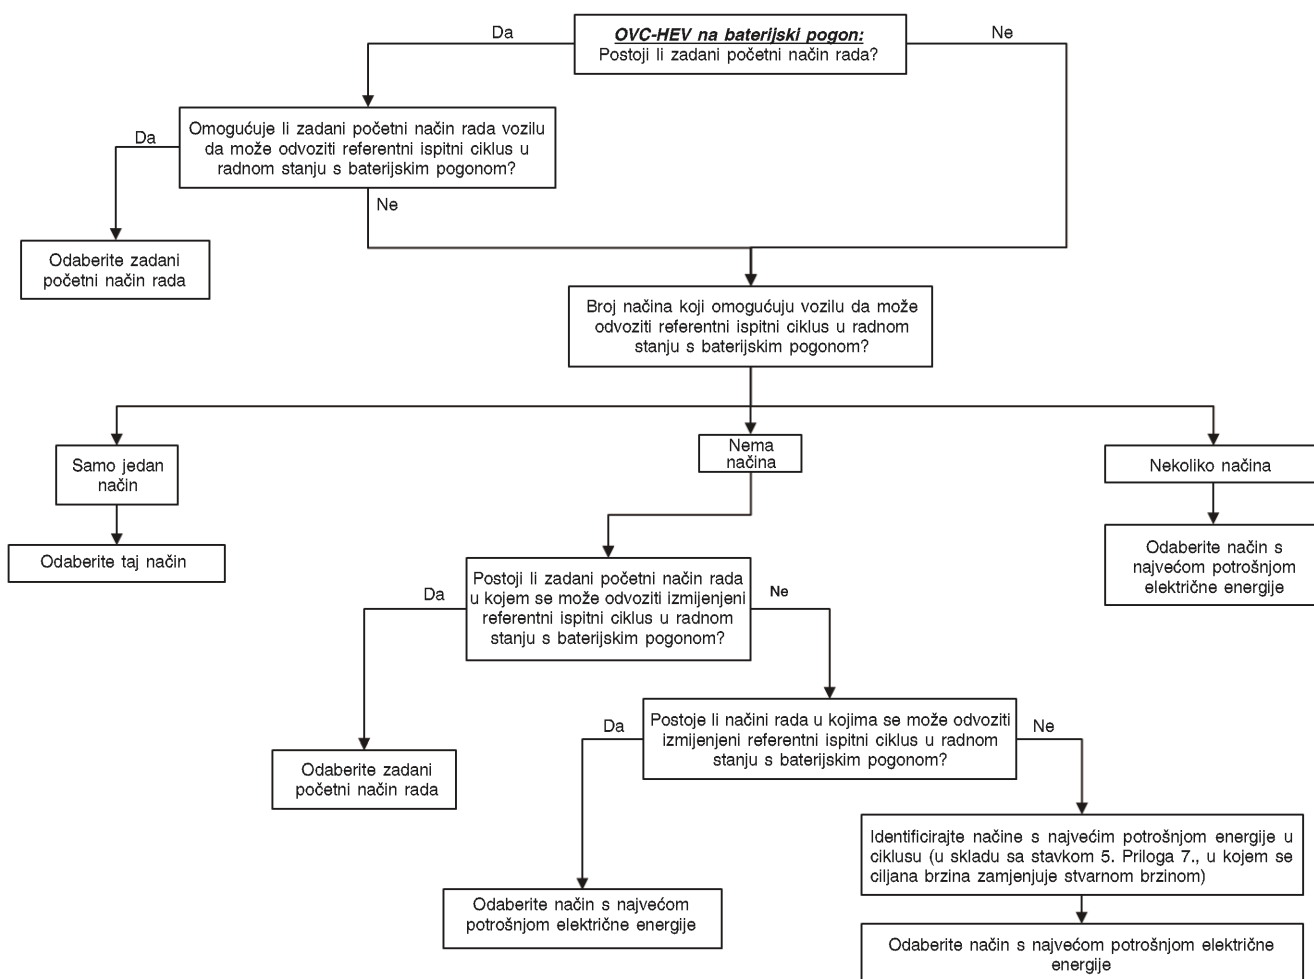 Da
OVC-HEV na baterijski pogon:
Postoji li zadani početni način rada?
Ne
Da
Omogućuje li zadani početni način rada vozilu
da može odvoziti referentni ispitni ciklus u
radnom stanju s baterijskim pogonom?
Ne
Odaberite zadani
početni način rada
Broj načina koji omogućuju vozilu da može
odvoziti referentni ispitni ciklus u radnom
stanju s baterijskim pogonom?
Samo jedan
način
Nema
načina
Nekoliko načina
Odaberite taj način
Odaberite način s
najvećom potrošnjom
električne energije
Da
Postoji li zadani početni način rada
u kojem se može odvoziti izmijenjeni
referentni ispitni ciklus u radnom
stanju s baterijskim pogonom?
Ne
Odaberite zadani
početni način rada
Da
Postoje li načini rada u kojima se može odvoziti
izmijenjeni referentni ispitni ciklus u radnom
stanju s baterijskim pogonom?
Ne
Odaberite način s najvećom
potrošnjom električne energije
Identificirajte načine s najvećim potrošnjom energije u
ciklusu (u skladu sa stavkom 5. Priloga 7., u kojem se
ciljana brzina zamjenjuje stvarnom brzinom)
Odaberite način s najvećom potrošnjom električne
energije